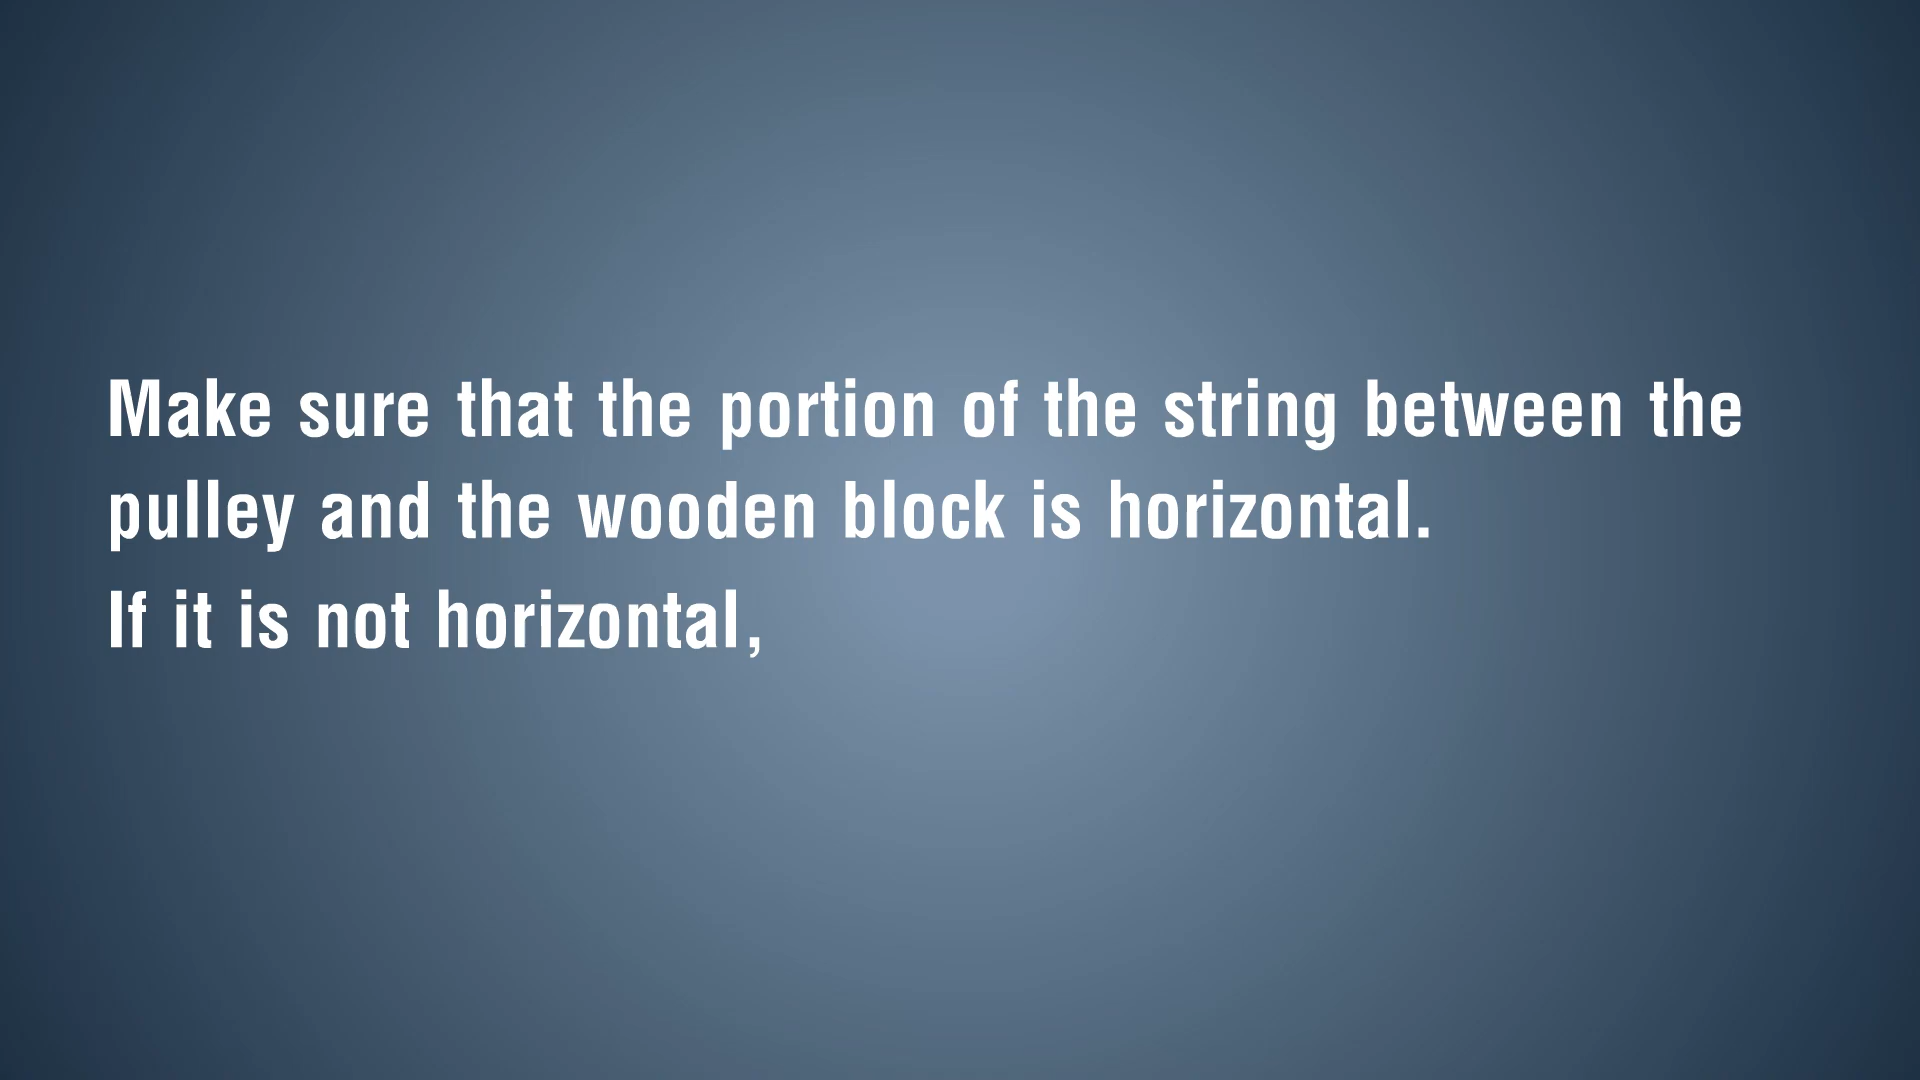 Make sure that the portion of the string between the
pulley and the wooden block is horizontal.
If it is not horizontal,